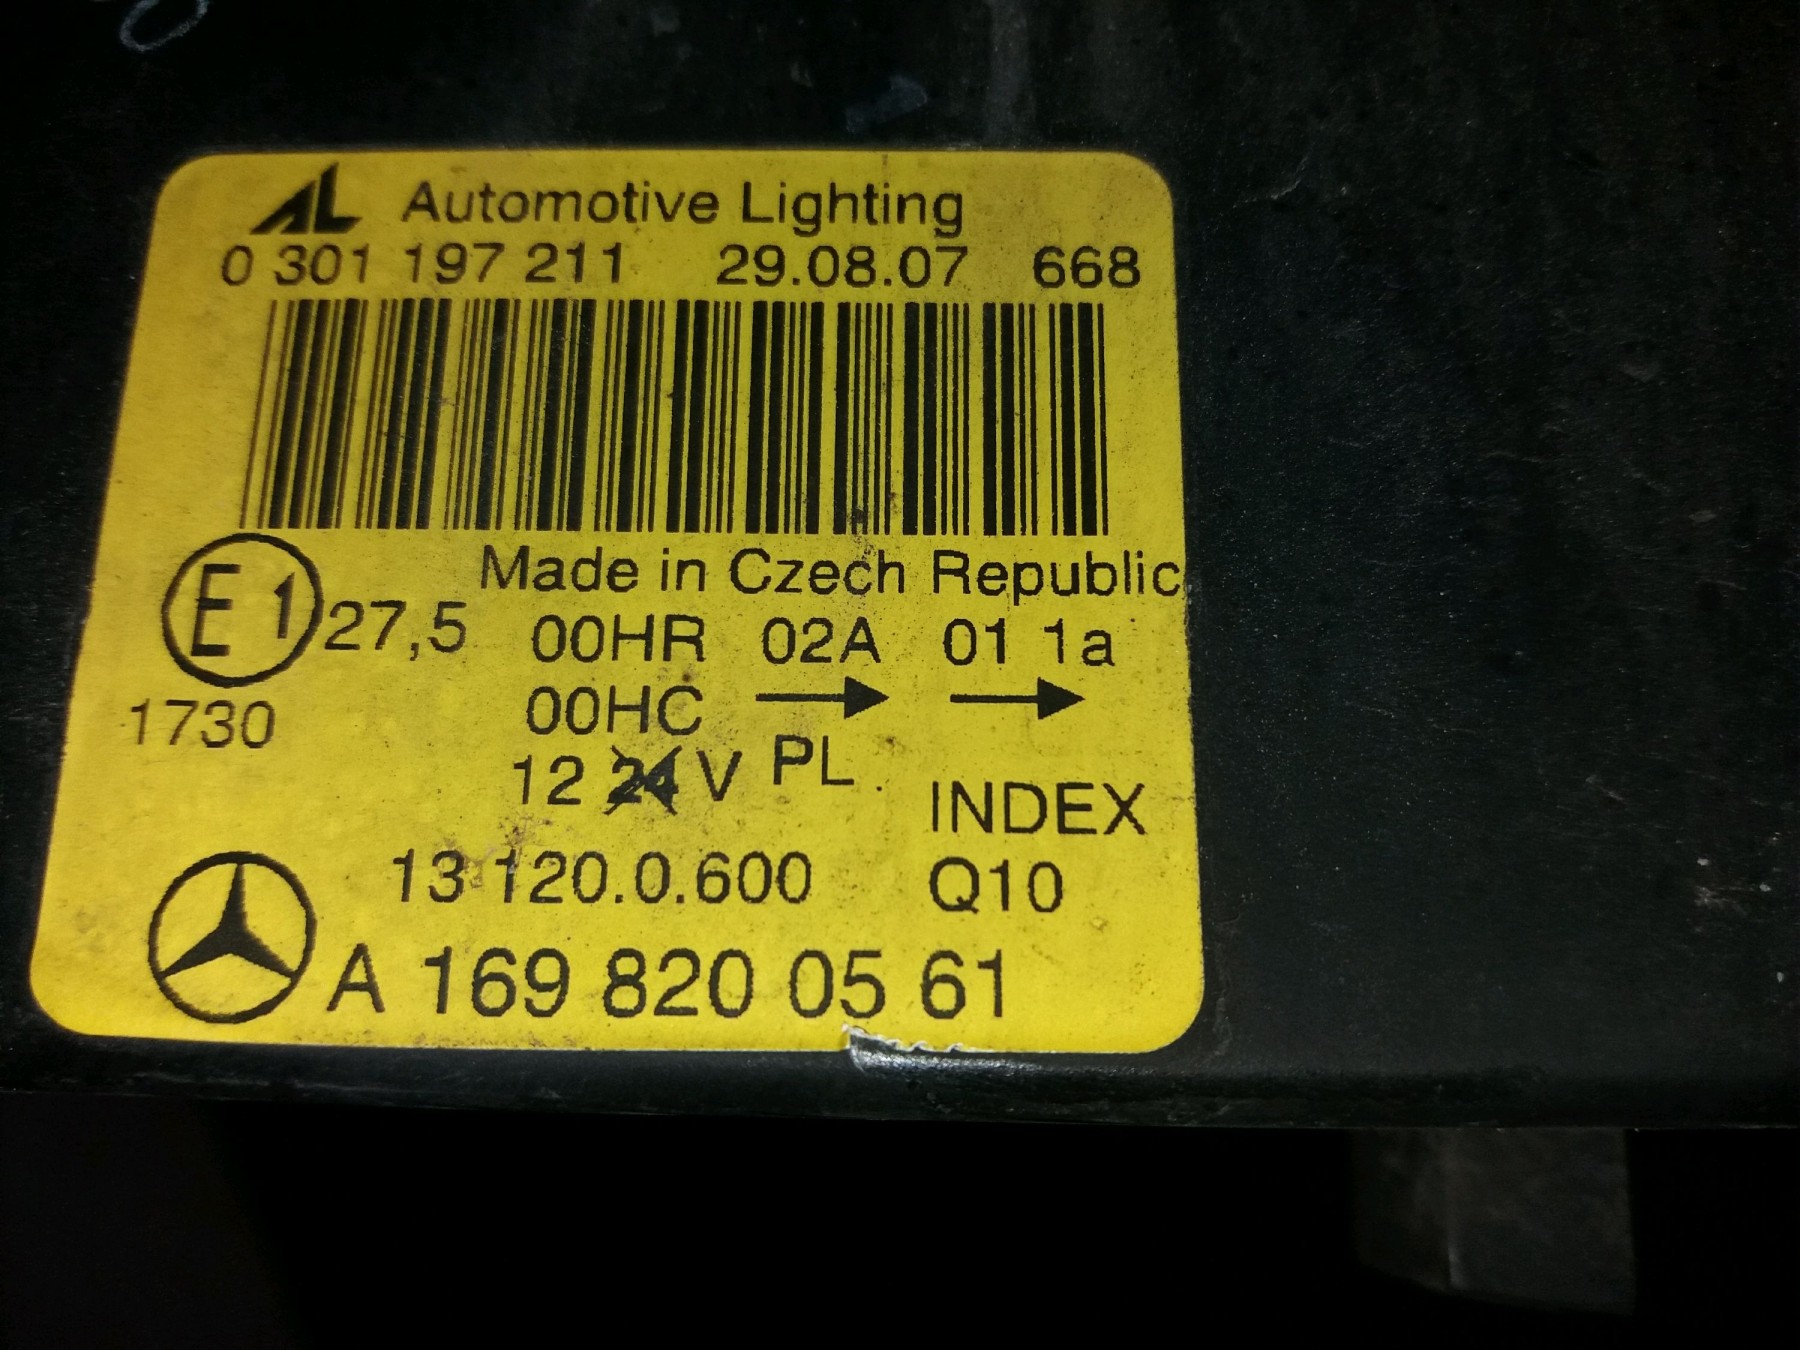 AL Automotive Lighting
0 301 197 211 29.08.07 668
Made in Czech Republic
E1 27,5 00HR 02A 01 1a
1730 00HC → →
12 24 V PL
INDEX
13 120.0.600 Q10
A 169 820 05 61